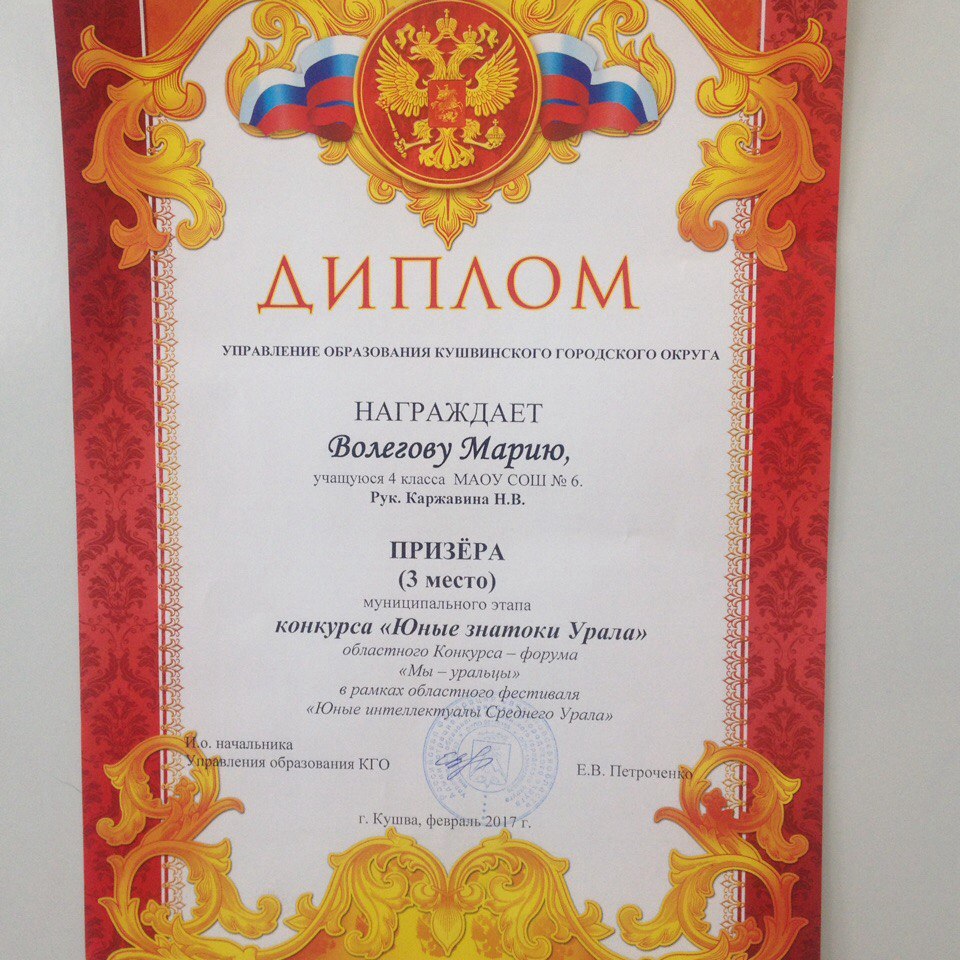 ДИПЛОМ
УПРАВЛЕНИЕ ОБРАЗОВАНИЯ КУШВИНСКОГО ГОРОДСКОГО ОКРУГА
НАГРАЖДАЕТ
Волегову Марию,
учащуюся 4 класса МАОУ СОШ № 6.
Рук. Каржавина Н.В.
ПРИЗЁРА
(3 место)
муниципального этапа
конкурса «Юные знатоки Урала»
областного Конкурса – форума
«Мы – уральцы»
в рамках областного фестиваля
«Юные интеллектуалы Среднего Урала»
И.о. начальника
Управления образования КГО
Е.В. Петроченко
г. Кушва, февраль 2017 г.